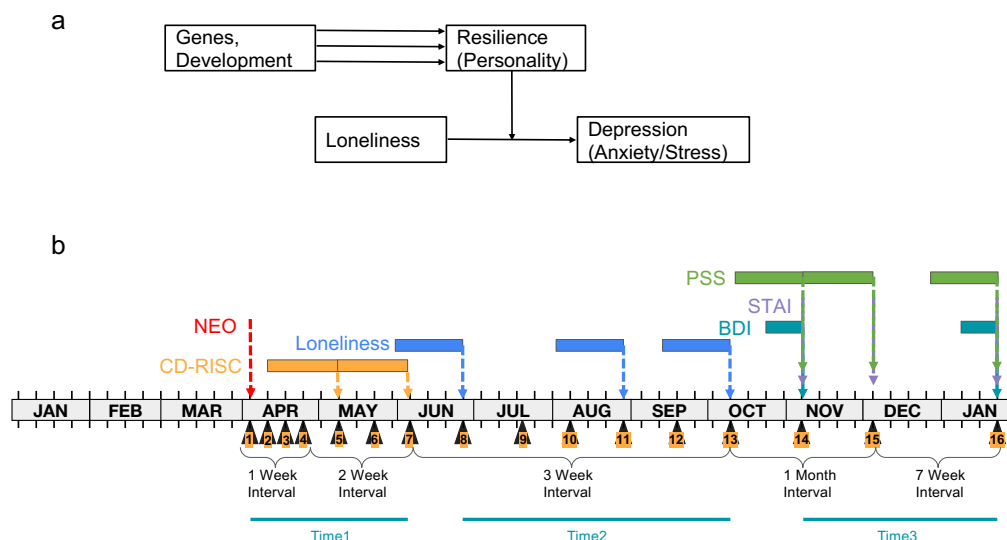 a
Genes,
Development
Resilience
(Personality)
Loneliness
Depression
(Anxiety/Stress)
b
PSS
STAI
BDI
NEO
Loneliness
CD-RISC
JAN FEB MAR APR MAY JUN JUL AUG SEP OCT NOV DEC JAN
1 2 3 4 5 6 7 8 9 10 11 12 13 14 15 16
1 Week
Interval
2 Week
Interval
3 Week
Interval
1 Month
Interval
7 Week
Interval
Time1 Time2 Time3